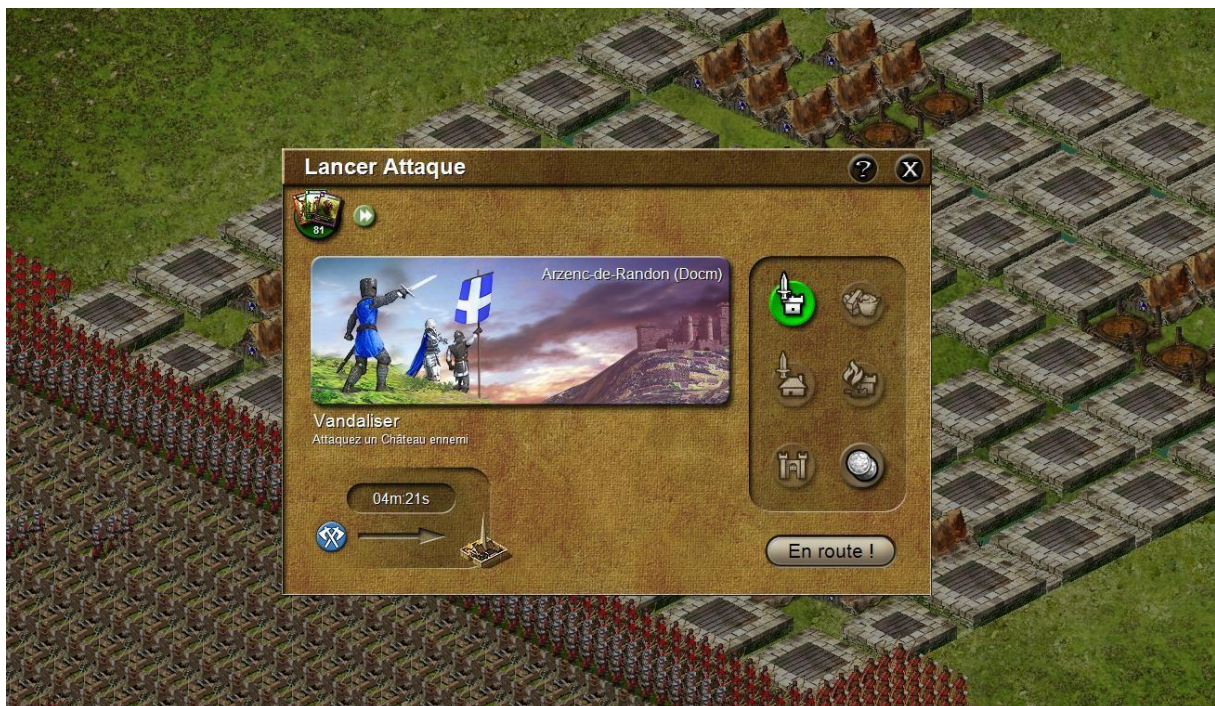 Lancer Attaque
?
X
81
Arzenc-de-Randon (Docm)
Vandaliser
Attaquez un Château ennemi
04m:21s
En route !